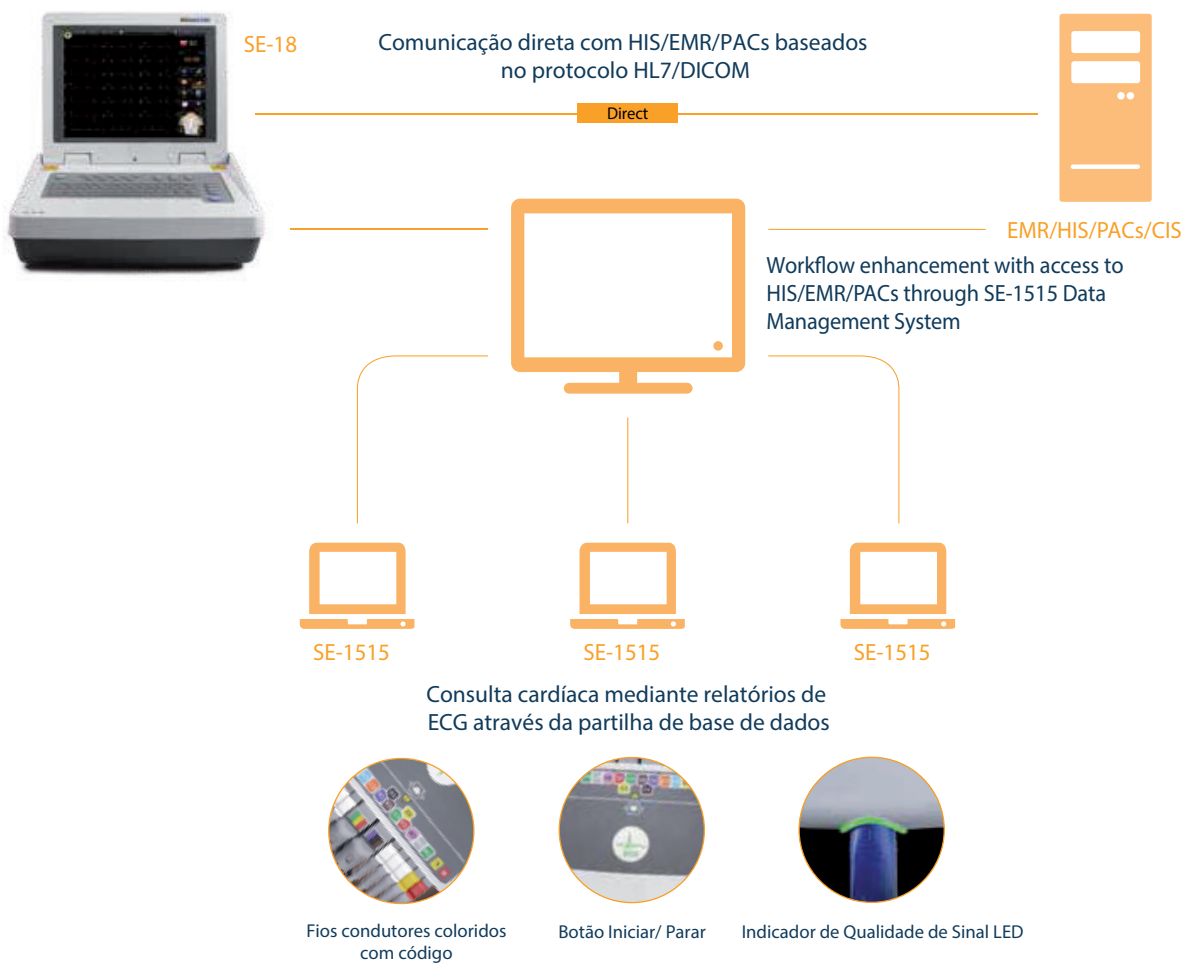 SE-18
Comunicação direta com HIS/EMR/PACs baseados
no protocolo HL7/DICOM
Direct
EMR/HIS/PACs/CIS
Workflow enhancement with access to
HIS/EMR/PACs through SE-1515 Data
Management System
SE-1515
SE-1515
SE-1515
Consulta cardíaca mediante relatórios de
ECG através da partilha de base de dados
Fios condutores coloridos
com código
Botão Iniciar/ Parar
Indicador de Qualidade de Sinal LED